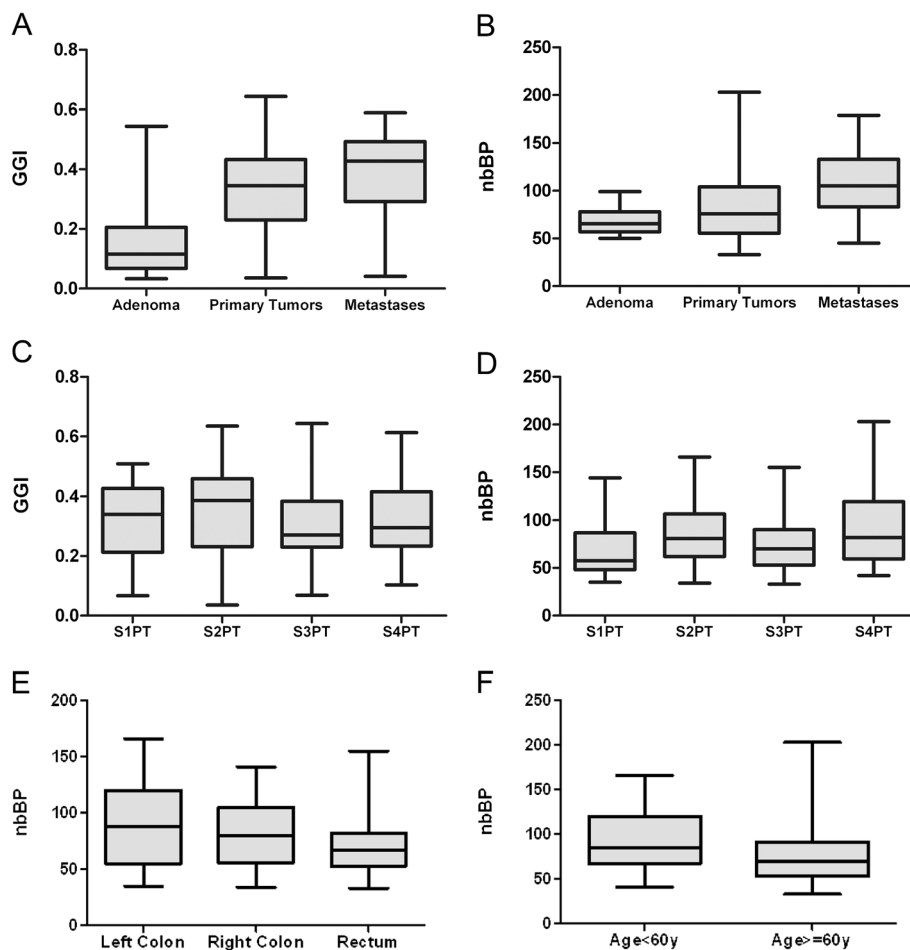 A
GGI
0.8
0.6
0.4
0.2
0.0
Adenoma Primary Tumors Metastases
B
nbBP
250
200
150
100
50
0
Adenoma Primary Tumors Metastases
C
GGI
0.8
0.6
0.4
0.2
0.0
S1PT S2PT S3PT S4PT
D
nbBP
250
200
150
100
50
0
S1PT S2PT S3PT S4PT
E
nbBP
200
150
100
50
0
Left Colon Right Colon Rectum
F
nbBP
250
200
150
100
50
0
Age<60y Age>=60y